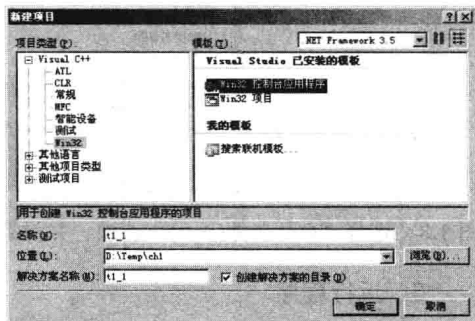 新建项目
项目类型(P):
模板(T):
.NET Framework 3.5
Visual C++
ATL
CLR
常规
MFC
智能设备
测试
Win32
其他语言
其他项目类型
测试项目
Visual Studio 已安装的模板
Win32 控制台应用程序
Win32 项目
我的模板
搜索联机模板...
用于创建 Win32 控制台应用程序的项目
名称(N):
t1_1
位置(L):
D:\Temp\ch1
浏览(B)...
解决方案名称(M):
t1_1
创建解决方案的目录(D)
确定
取消